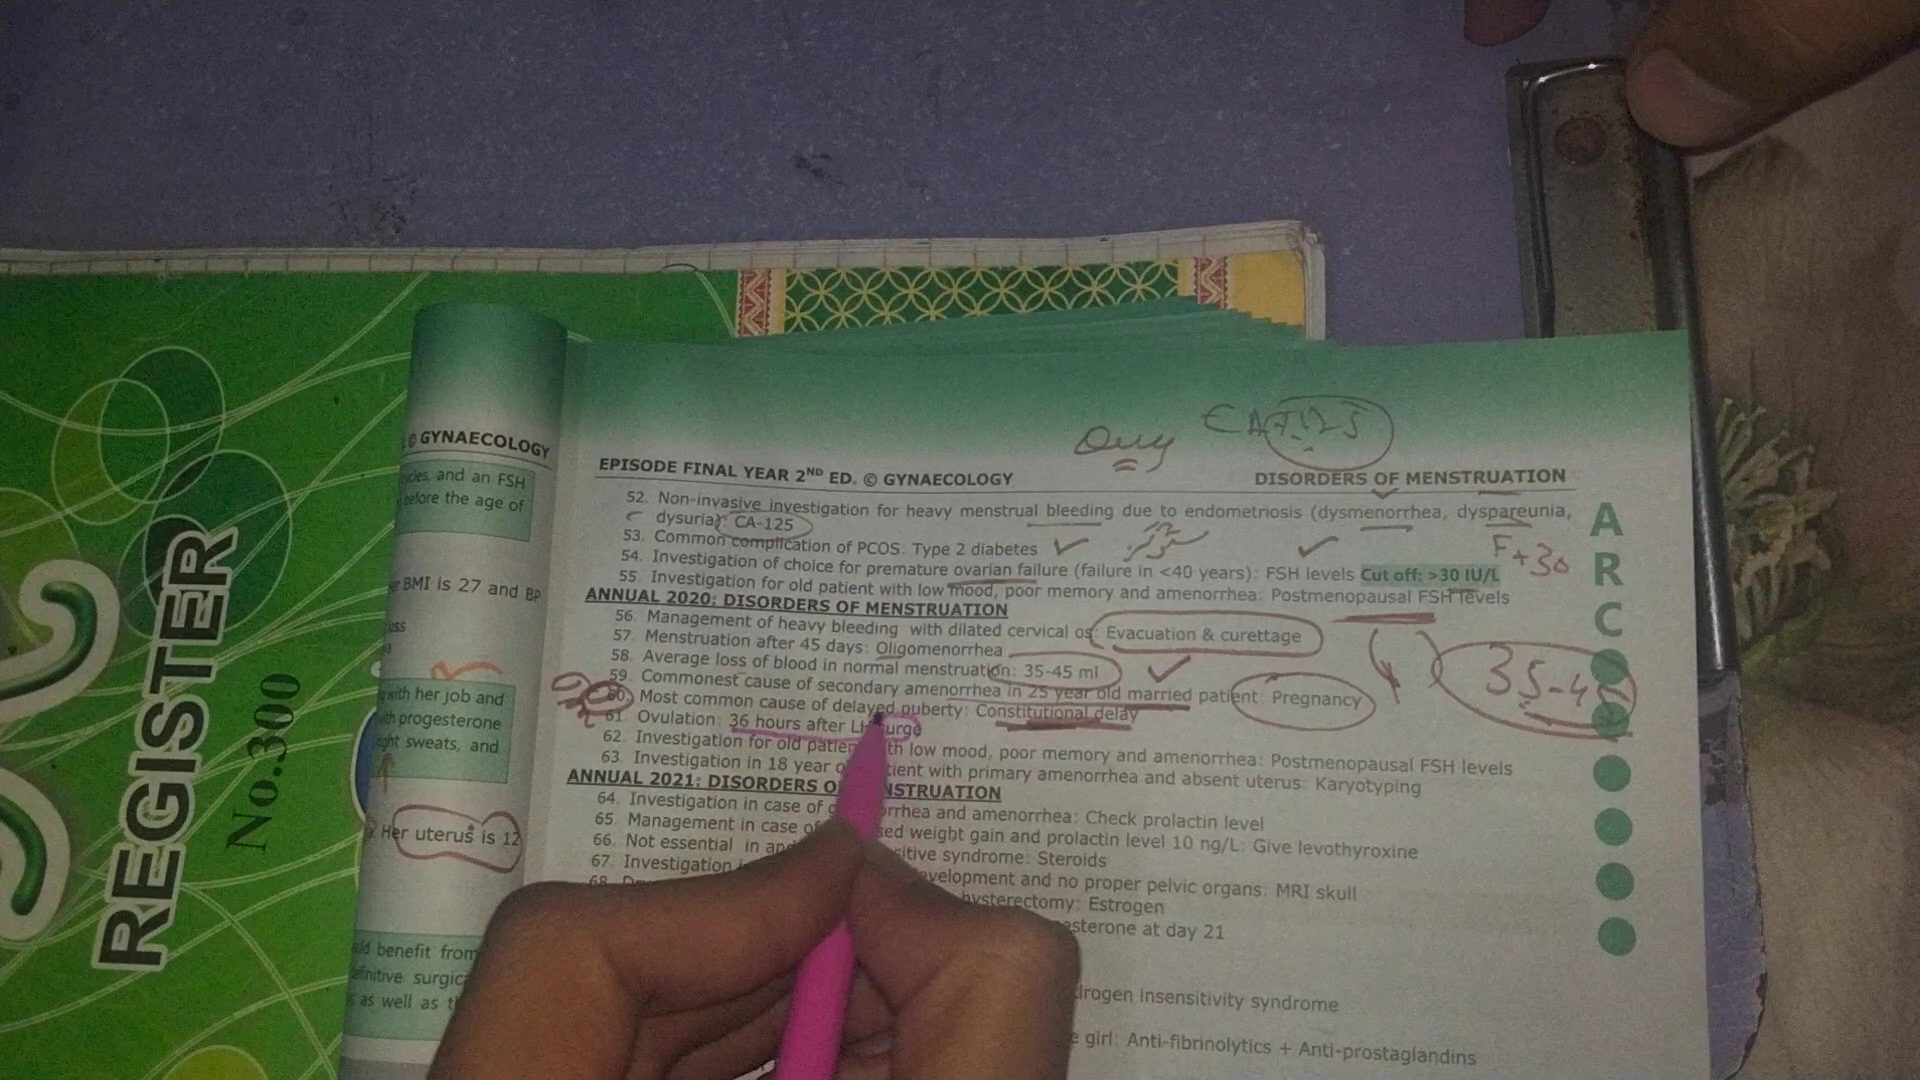 REGISTER
No.300
© GYNAECOLOGY
and an FSH
before the age of
BMI is 27 and BP
with her job and
progesterone
sweats, and
Her uterus is 12
benefit from
as well as
CA 125
EPISODE FINAL YEAR 2ND ED. © GYNAECOLOGY DISORDERS OF MENSTRUATION
52. Non-invasive investigation for heavy menstrual bleeding due to endometriosis (dysmenorrhea, dyspareunia,
dysuria): CA-125
53. Common complication of PCOS: Type 2 diabetes
F+30
54. Investigation of choice for premature ovarian failure (failure in <40 years): FSH levels Cut off: >30 IU/L
55. Investigation for old patient with low mood, poor memory and amenorrhea: Postmenopausal FSH levels
ANNUAL 2020: DISORDERS OF MENSTRUATION
56. Management of heavy bleeding with dilated cervical os: Evacuation & curettage
57. Menstruation after 45 days: Oligomenorrhea
58. Average loss of blood in normal menstruation: 35-45 ml
35-45
59. Commonest cause of secondary amenorrhea in 25 year old married patient: Pregnancy
60. Most common cause of delayed puberty: Constitutional delay
61. Ovulation: 36 hours after LH surge
62. Investigation for old patient with low mood, poor memory and amenorrhea: Postmenopausal FSH levels
63. Investigation in 18 year patient with primary amenorrhea and absent uterus: Karyotyping
ANNUAL 2021: DISORDERS OF MENSTRUATION
64. Investigation in case of and amenorrhea: Check prolactin level
65. Management in case of weight gain and prolactin level 10 ng/L: Give levothyroxine
66. Not essential in syndrome: Steroids
67. Investigation and no proper pelvic organs: MRI skull
68. hysterectomy: Estrogen
at day 21
insensitivity syndrome
girl: Anti-fibrinolytics + Anti-prostaglandins
A
R
C